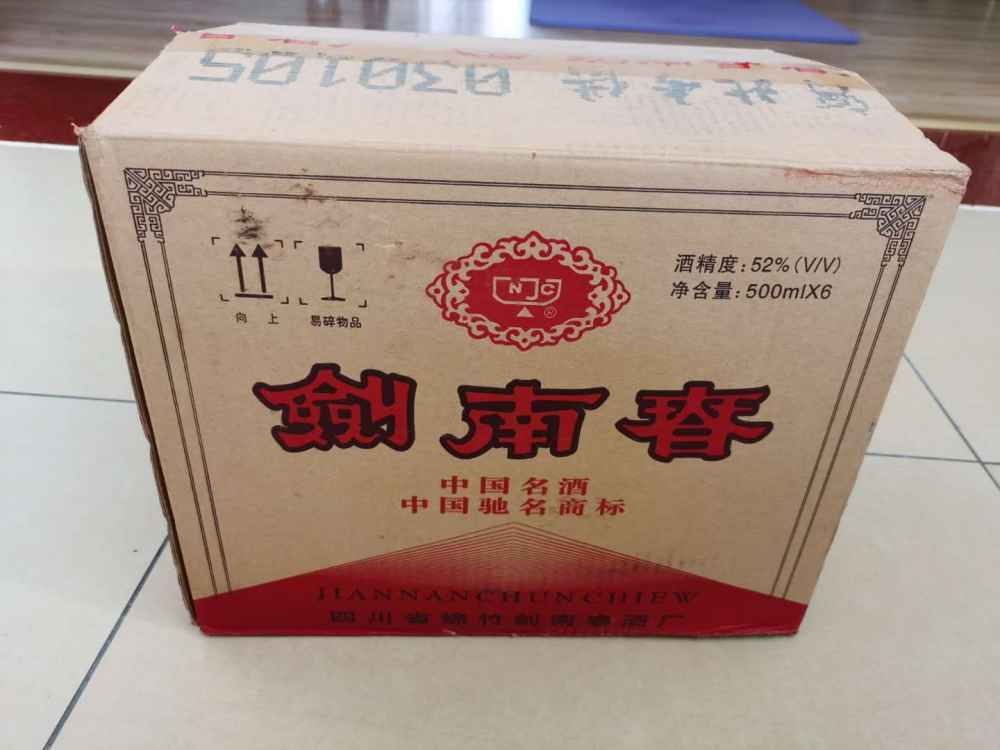 030105
酒精度:52%(V/V)
净含量:500mlX6
NJC
®
向 上
易碎物品
劍南春
中国名酒
中国驰名商标
JIANNANCHUNCHIEW
四川省绵竹剑南春酒厂